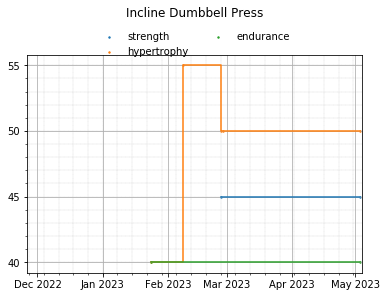 Incline Dumbbell Press
strength
endurance
hypertrophy
55
50
45
40
Dec 2022 Jan 2023 Feb 2023 Mar 2023 Apr 2023 May 2023